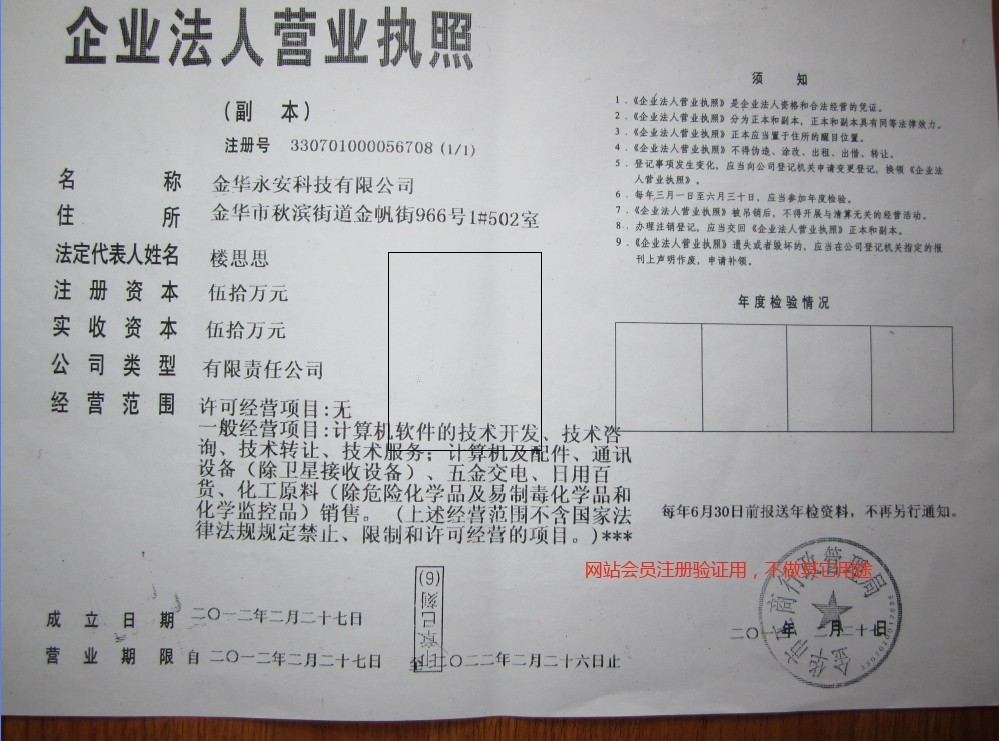 企业法人营业执照
(副 本)
注册号 330701000056708 (1/1)
名 称 金华永安科技有限公司
住 所 金华市秋滨街道金帆街966号1#502室
法定代表人姓名 楼思思
注 册 资 本 伍拾万元
实 收 资 本 伍拾万元
公 司 类 型 有限责任公司
经 营 范 围 许可经营项目:无
一般经营项目:计算机软件的技术开发、技术咨
询、技术转让、技术服务;计算机及配件、通讯
设备(除卫星接收设备)、五金交电、日用百
货、化工原料(除危险化学品及易制毒化学品和
化学监控品)销售。(上述经营范围不含国家法
律法规规定禁止、限制和许可经营的项目。)***
成 立 日 期 二〇一二年二月二十七日
营 业 期 限 自 二〇一二年二月二十七日 至二〇二二年二月二十六日止
印章已刻(6)
须 知
1.《企业法人营业执照》是企业法人资格和合法经营的凭证。
2.《企业法人营业执照》分为正本和副本,正本和副本具有同等法律效力。
3.《企业法人营业执照》正本应当置于住所的醒目位置。
4.《企业法人营业执照》不得伪造、涂改、出租、出借、转让。
5.登记事项发生变化,应当向公司登记机关申请变更登记,换领《企业法
人营业执照》。
6.每年三月一日至六月三十日,应当参加年度检验。
7.《企业法人营业执照》被吊销后,不得开展与清算无关的经营活动。
8.办理注销登记,应当交回《企业法人营业执照》正本和副本。
9.《企业法人营业执照》遗失或者毁坏的,应当在公司登记机关指定的报
刊上声明作废,申请补领。
年度检验情况
每年6月30日前报送年检资料,不再另行通知。
网站会员注册验证用,不做其它用途
金华市工商行政管理局
二〇 年 二月二十七日